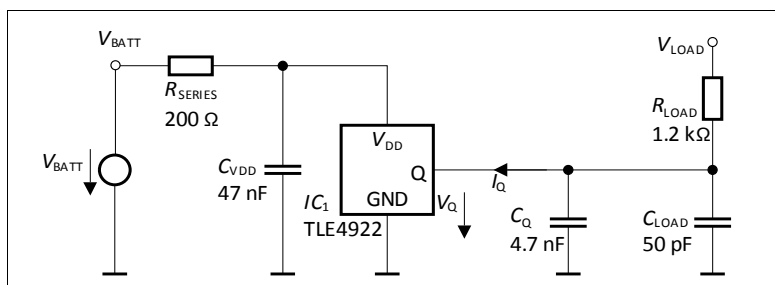 V_BATT
R_SERIES
200 Ω
V_BATT
C_VDD
47 nF
IC_1
TLE4922
V_DD
Q
GND
V_Q
I_Q
C_Q
4.7 nF
V_LOAD
R_LOAD
1.2 kΩ
C_LOAD
50 pF